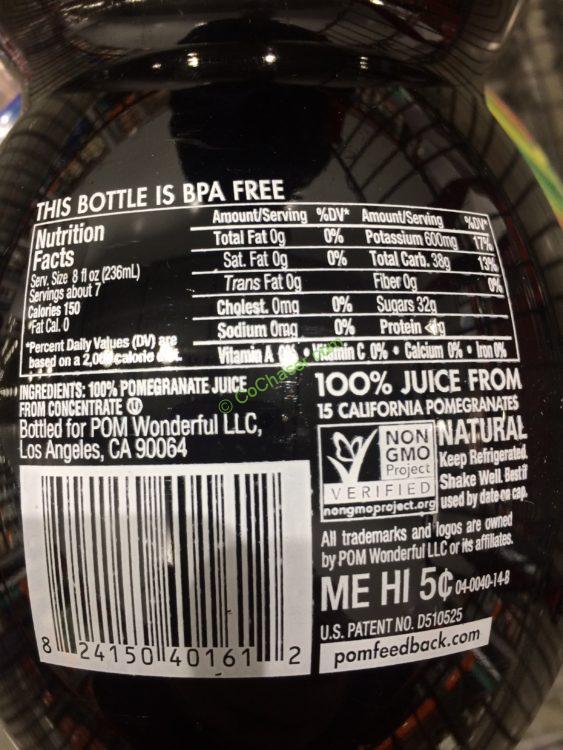 THIS BOTTLE IS BPA FREE
Nutrition
Facts
Serv. Size 8 fl oz (236mL)
Servings about 7
Calories 150
Fat Cal. 0
*Percent Daily Values (DV) are
based on a 2,000 calorie diet.
Amount/Serving %DV* Amount/Serving %DV*
Total Fat 0g 0% Potassium 600mg 17%
Sat. Fat 0g 0% Total Carb. 38g 13%
Trans Fat 0g Fiber 0g 0%
Cholest. 0mg 0% Sugars 32g
Sodium 0mg 0% Protein
Vitamin A 0% • Vitamin C 0% • Calcium 0% • Iron 0%
INGREDIENTS: 100% POMEGRANATE JUICE
FROM CONCENTRATE U
Bottled for POM Wonderful LLC,
Los Angeles, CA 90064
8 24150 40161 2
100% JUICE FROM
15 CALIFORNIA POMEGRANATES
NON
GMO
Project
VERIFIED
nongmoproject.org
NATURAL
Keep Refrigerated.
Shake Well. Best if
used by date on cap.
All trademarks and logos are owned
by POM Wonderful LLC or its affiliates.
ME HI 5¢ 04-0040-14-B
U.S. PATENT NO. D510525
pomfeedback.com